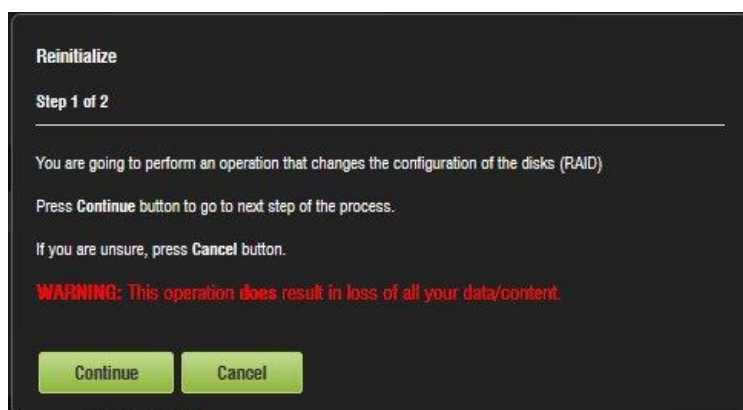 Reinitialize
Step 1 of 2
You are going to perform an operation that changes the configuration of the disks (RAID)
Press Continue button to go to next step of the process.
If you are unsure, press Cancel button.
WARNING: This operation does result in loss of all your data/content.
Continue Cancel